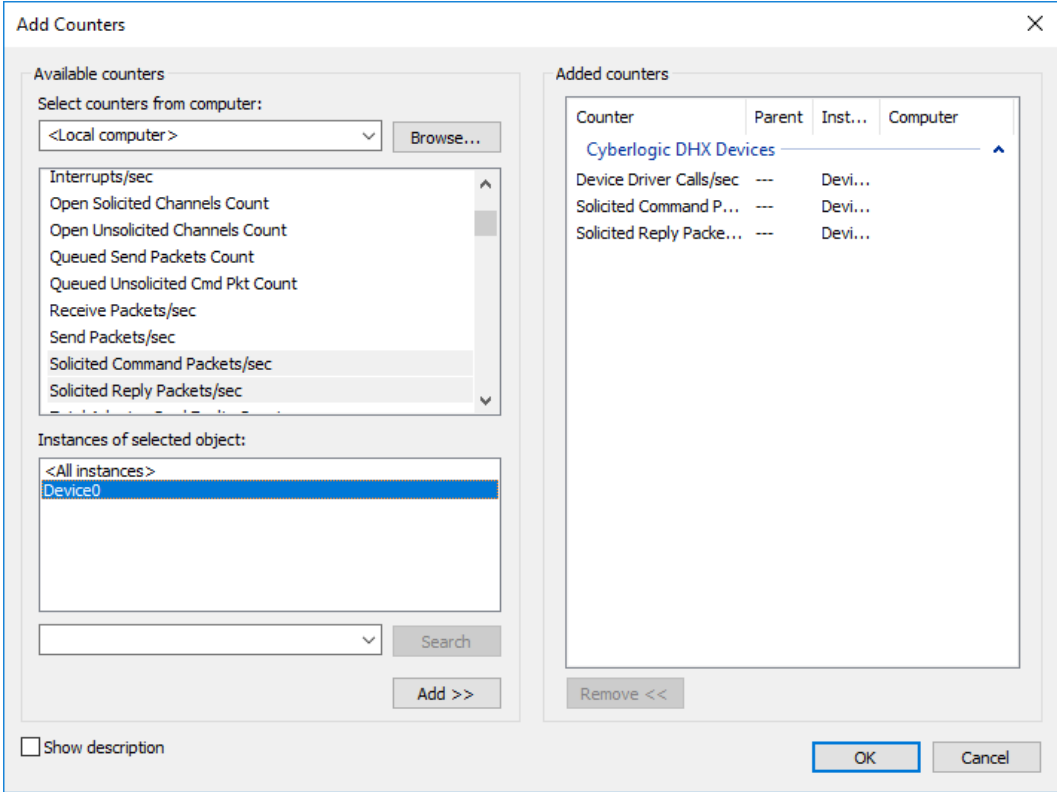 Add Counters
Available counters
Select counters from computer:
<Local computer>
Browse...
Interrupts/sec
Open Solicited Channels Count
Open Unsolicited Channels Count
Queued Send Packets Count
Queued Unsolicited Cmd Pkt Count
Receive Packets/sec
Send Packets/sec
Solicited Command Packets/sec
Solicited Reply Packets/sec
Instances of selected object:
<All instances>
Device0
Search
Add >>
Show description
Added counters
Counter Parent Inst... Computer
Cyberlogic DHX Devices
Device Driver Calls/sec --- Devi...
Solicited Command P... --- Devi...
Solicited Reply Packe... --- Devi...
Remove <<
OK
Cancel